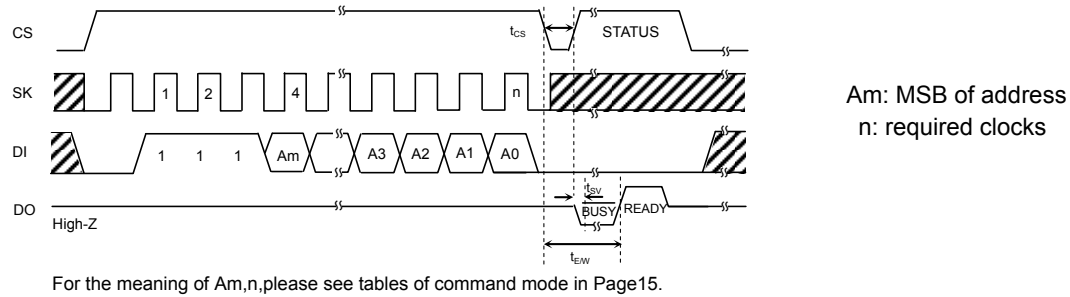 CS
tCS
STATUS
SK
1 2 4 n
DI
1 1 1 Am A3 A2 A1 A0
tSV
DO
BUSY READY
High-Z
tE/W
Am: MSB of address
n: required clocks
For the meaning of Am,n,please see tables of command mode in Page15.